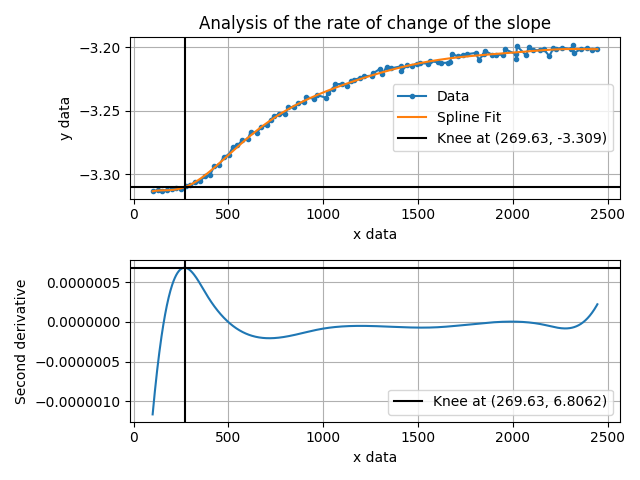 Analysis of the rate of change of the slope
−3.20
−3.25
−3.30
y data
Data
Spline Fit
Knee at (269.63, -3.309)
0
500
1000
1500
2000
2500
x data
0.0000005
0.0000000
−0.0000005
−0.0000010
Second derivative
Knee at (269.63, 6.8062)
0
500
1000
1500
2000
2500
x data